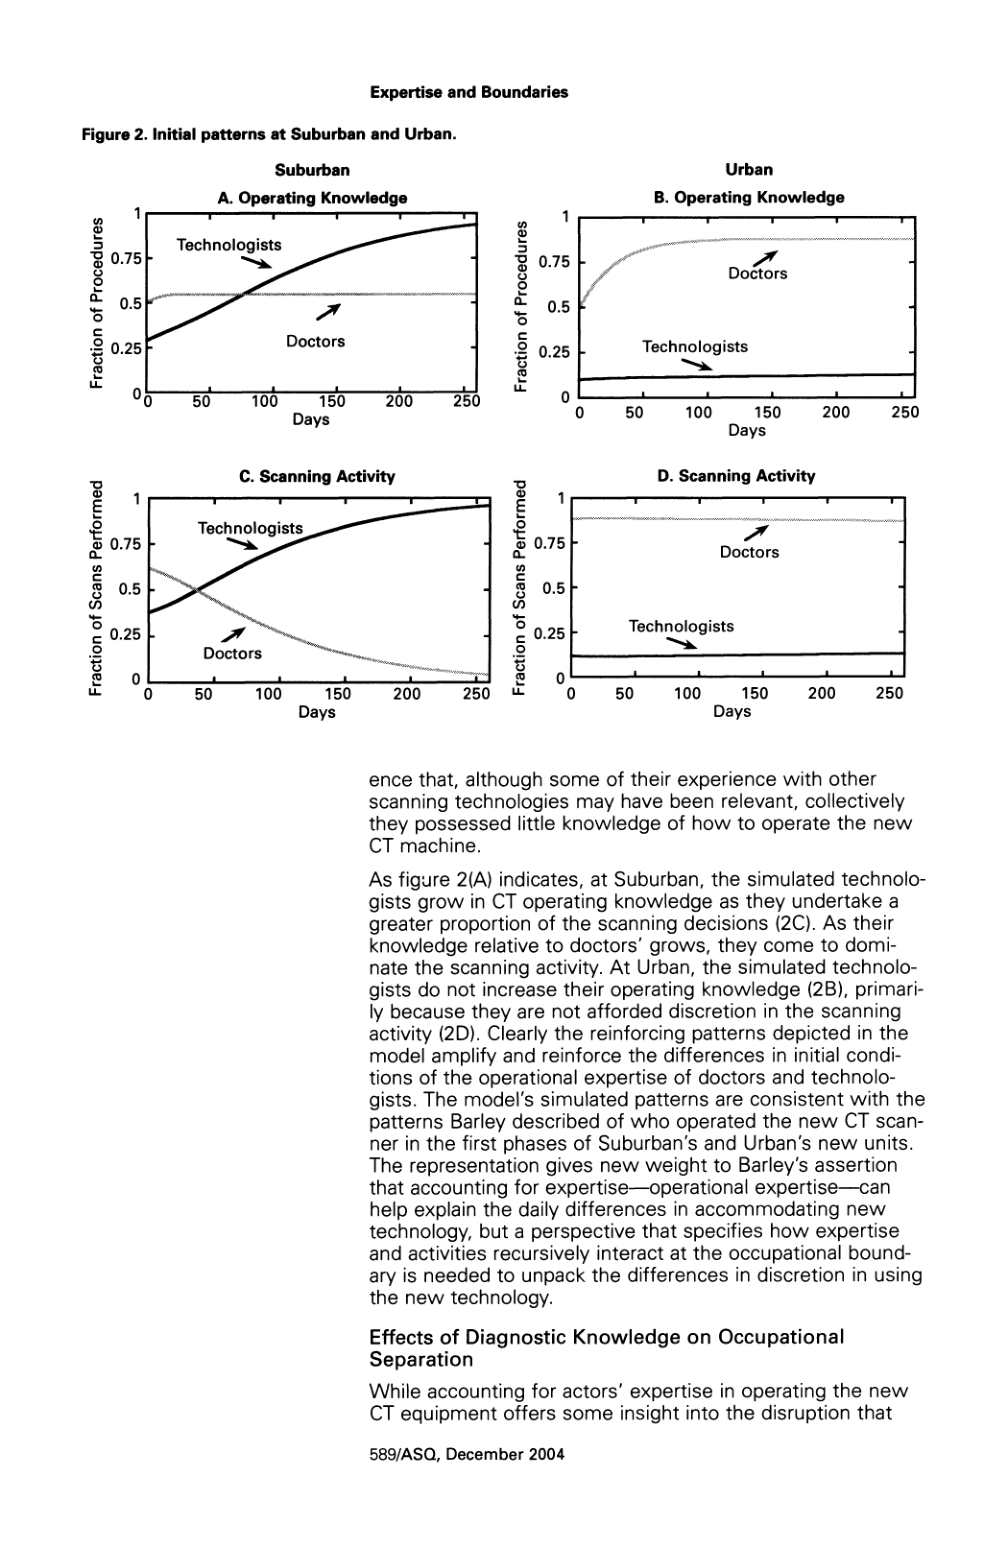 Expertise and Boundaries
Figure 2. Initial patterns at Suburban and Urban.
Suburban
A. Operating Knowledge
Fraction of Procedures
1
0.75
0.5
0.25
0
Technologists
Doctors
0 50 100 150 200 250
Days
Urban
B. Operating Knowledge
Fraction of Procedures
1
0.75
0.5
0.25
0
Doctors
Technologists
0 50 100 150 200 250
Days
C. Scanning Activity
Fraction of Scans Performed
1
0.75
0.5
0.25
0
Technologists
Doctors
0 50 100 150 200 250
Days
D. Scanning Activity
Fraction of Scans Performed
1
0.75
0.5
0.25
0
Doctors
Technologists
0 50 100 150 200 250
Days
ence that, although some of their experience with other
scanning technologies may have been relevant, collectively
they possessed little knowledge of how to operate the new
CT machine.
As figure 2(A) indicates, at Suburban, the simulated technolo-
gists grow in CT operating knowledge as they undertake a
greater proportion of the scanning decisions (2C). As their
knowledge relative to doctors' grows, they come to domi-
nate the scanning activity. At Urban, the simulated technolo-
gists do not increase their operating knowledge (2B), primari-
ly because they are not afforded discretion in the scanning
activity (2D). Clearly the reinforcing patterns depicted in the
model amplify and reinforce the differences in initial condi-
tions of the operational expertise of doctors and technolo-
gists. The model's simulated patterns are consistent with the
patterns Barley described of who operated the new CT scan-
ner in the first phases of Suburban's and Urban's new units.
The representation gives new weight to Barley's assertion
that accounting for expertise—operational expertise—can
help explain the daily differences in accommodating new
technology, but a perspective that specifies how expertise
and activities recursively interact at the occupational bound-
ary is needed to unpack the differences in discretion in using
the new technology.
Effects of Diagnostic Knowledge on Occupational
Separation
While accounting for actors' expertise in operating the new
CT equipment offers some insight into the disruption that
589/ASQ, December 2004